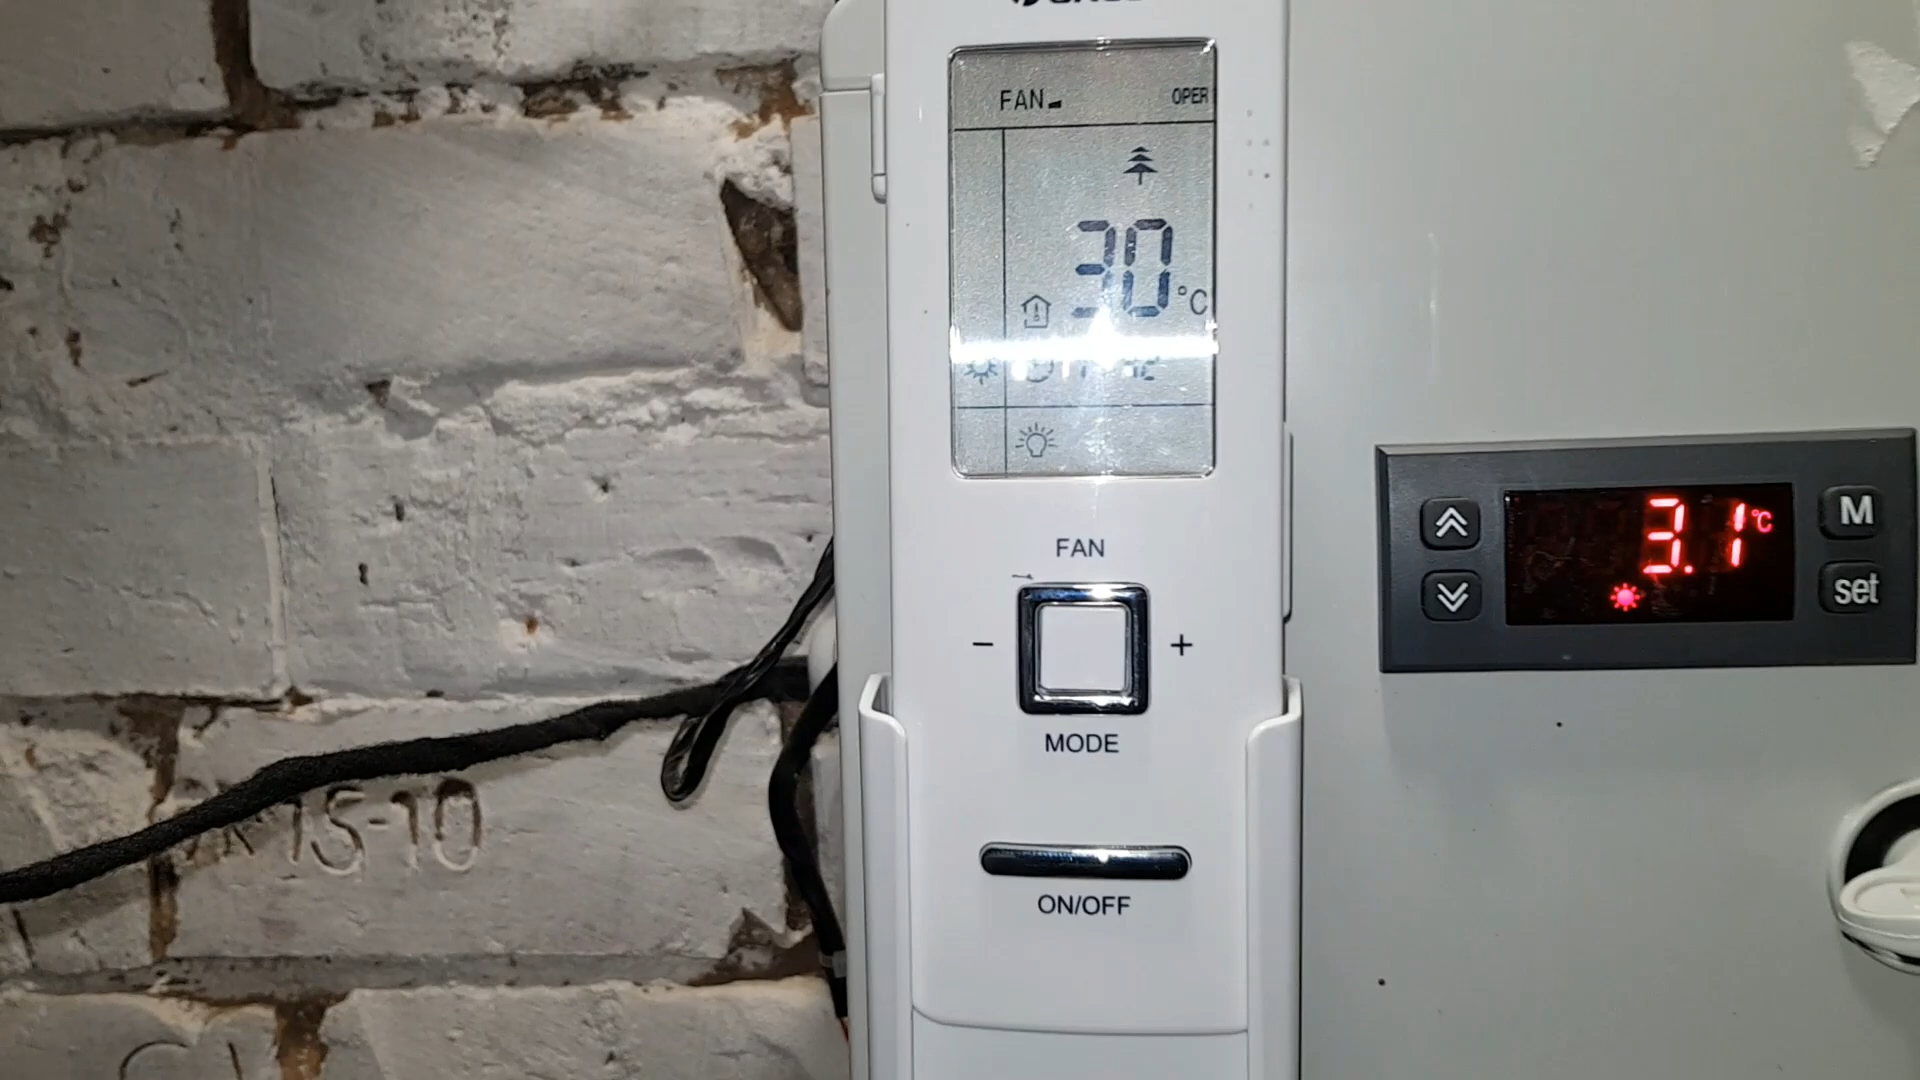 FAN
OPER
30 °C
FAN
- +
MODE
ON/OFF
3.1 °C
M
set
15-10